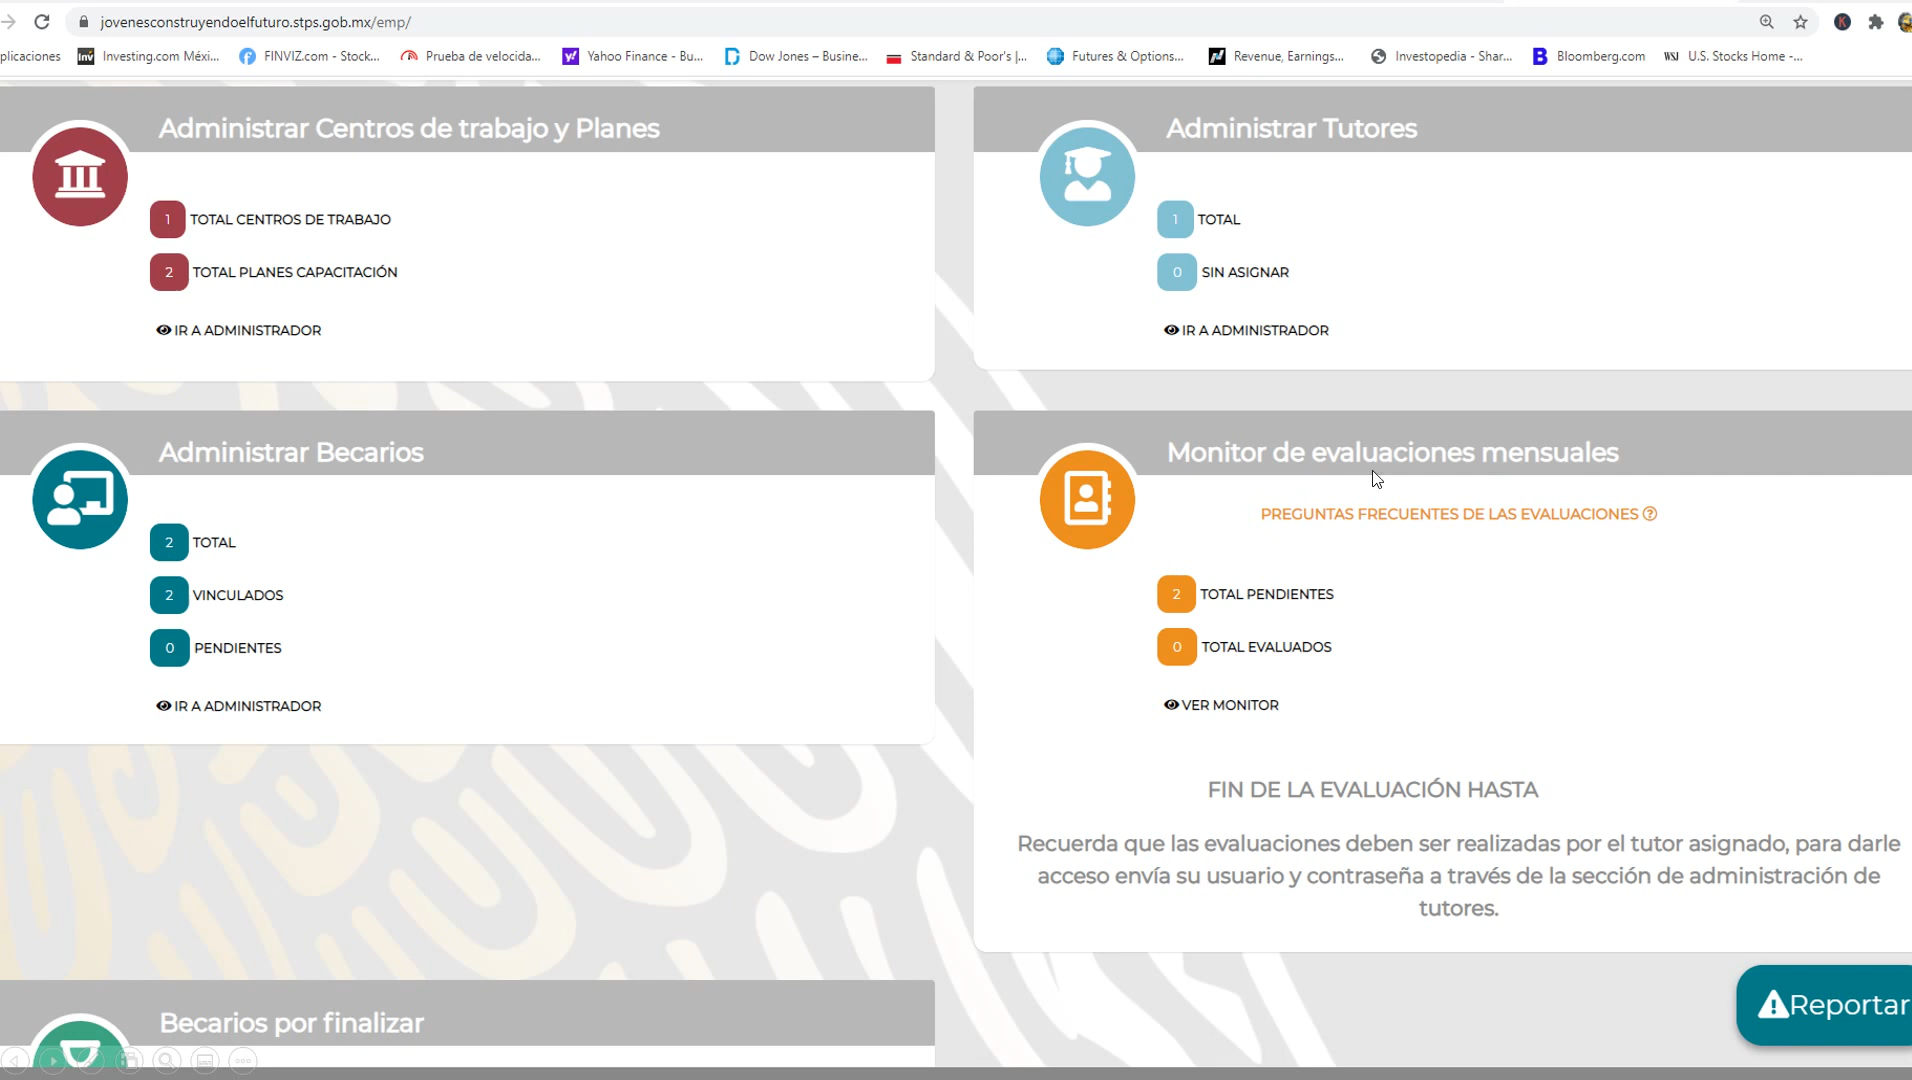 jovenesconstruyendoelfuturo.stps.gob.mx/emp/
plicaciones
Investing.com Méxi...
FINVIZ.com - Stock...
Prueba de velocida...
Yahoo Finance - Bu...
Dow Jones – Busine...
Standard & Poor's |...
Futures & Options...
Revenue, Earnings...
Investopedia - Shar...
Bloomberg.com
WSJ
U.S. Stocks Home -...
Administrar Centros de trabajo y Planes
1 TOTAL CENTROS DE TRABAJO
2 TOTAL PLANES CAPACITACIÓN
IR A ADMINISTRADOR
Administrar Tutores
1 TOTAL
0 SIN ASIGNAR
IR A ADMINISTRADOR
Administrar Becarios
2 TOTAL
2 VINCULADOS
0 PENDIENTES
IR A ADMINISTRADOR
Monitor de evaluaciones mensuales
PREGUNTAS FRECUENTES DE LAS EVALUACIONES
2 TOTAL PENDIENTES
0 TOTAL EVALUADOS
VER MONITOR
FIN DE LA EVALUACIÓN HASTA
Recuerda que las evaluaciones deben ser realizadas por el tutor asignado, para darle
acceso envía su usuario y contraseña a través de la sección de administración de
tutores.
Becarios por finalizar
Reportar